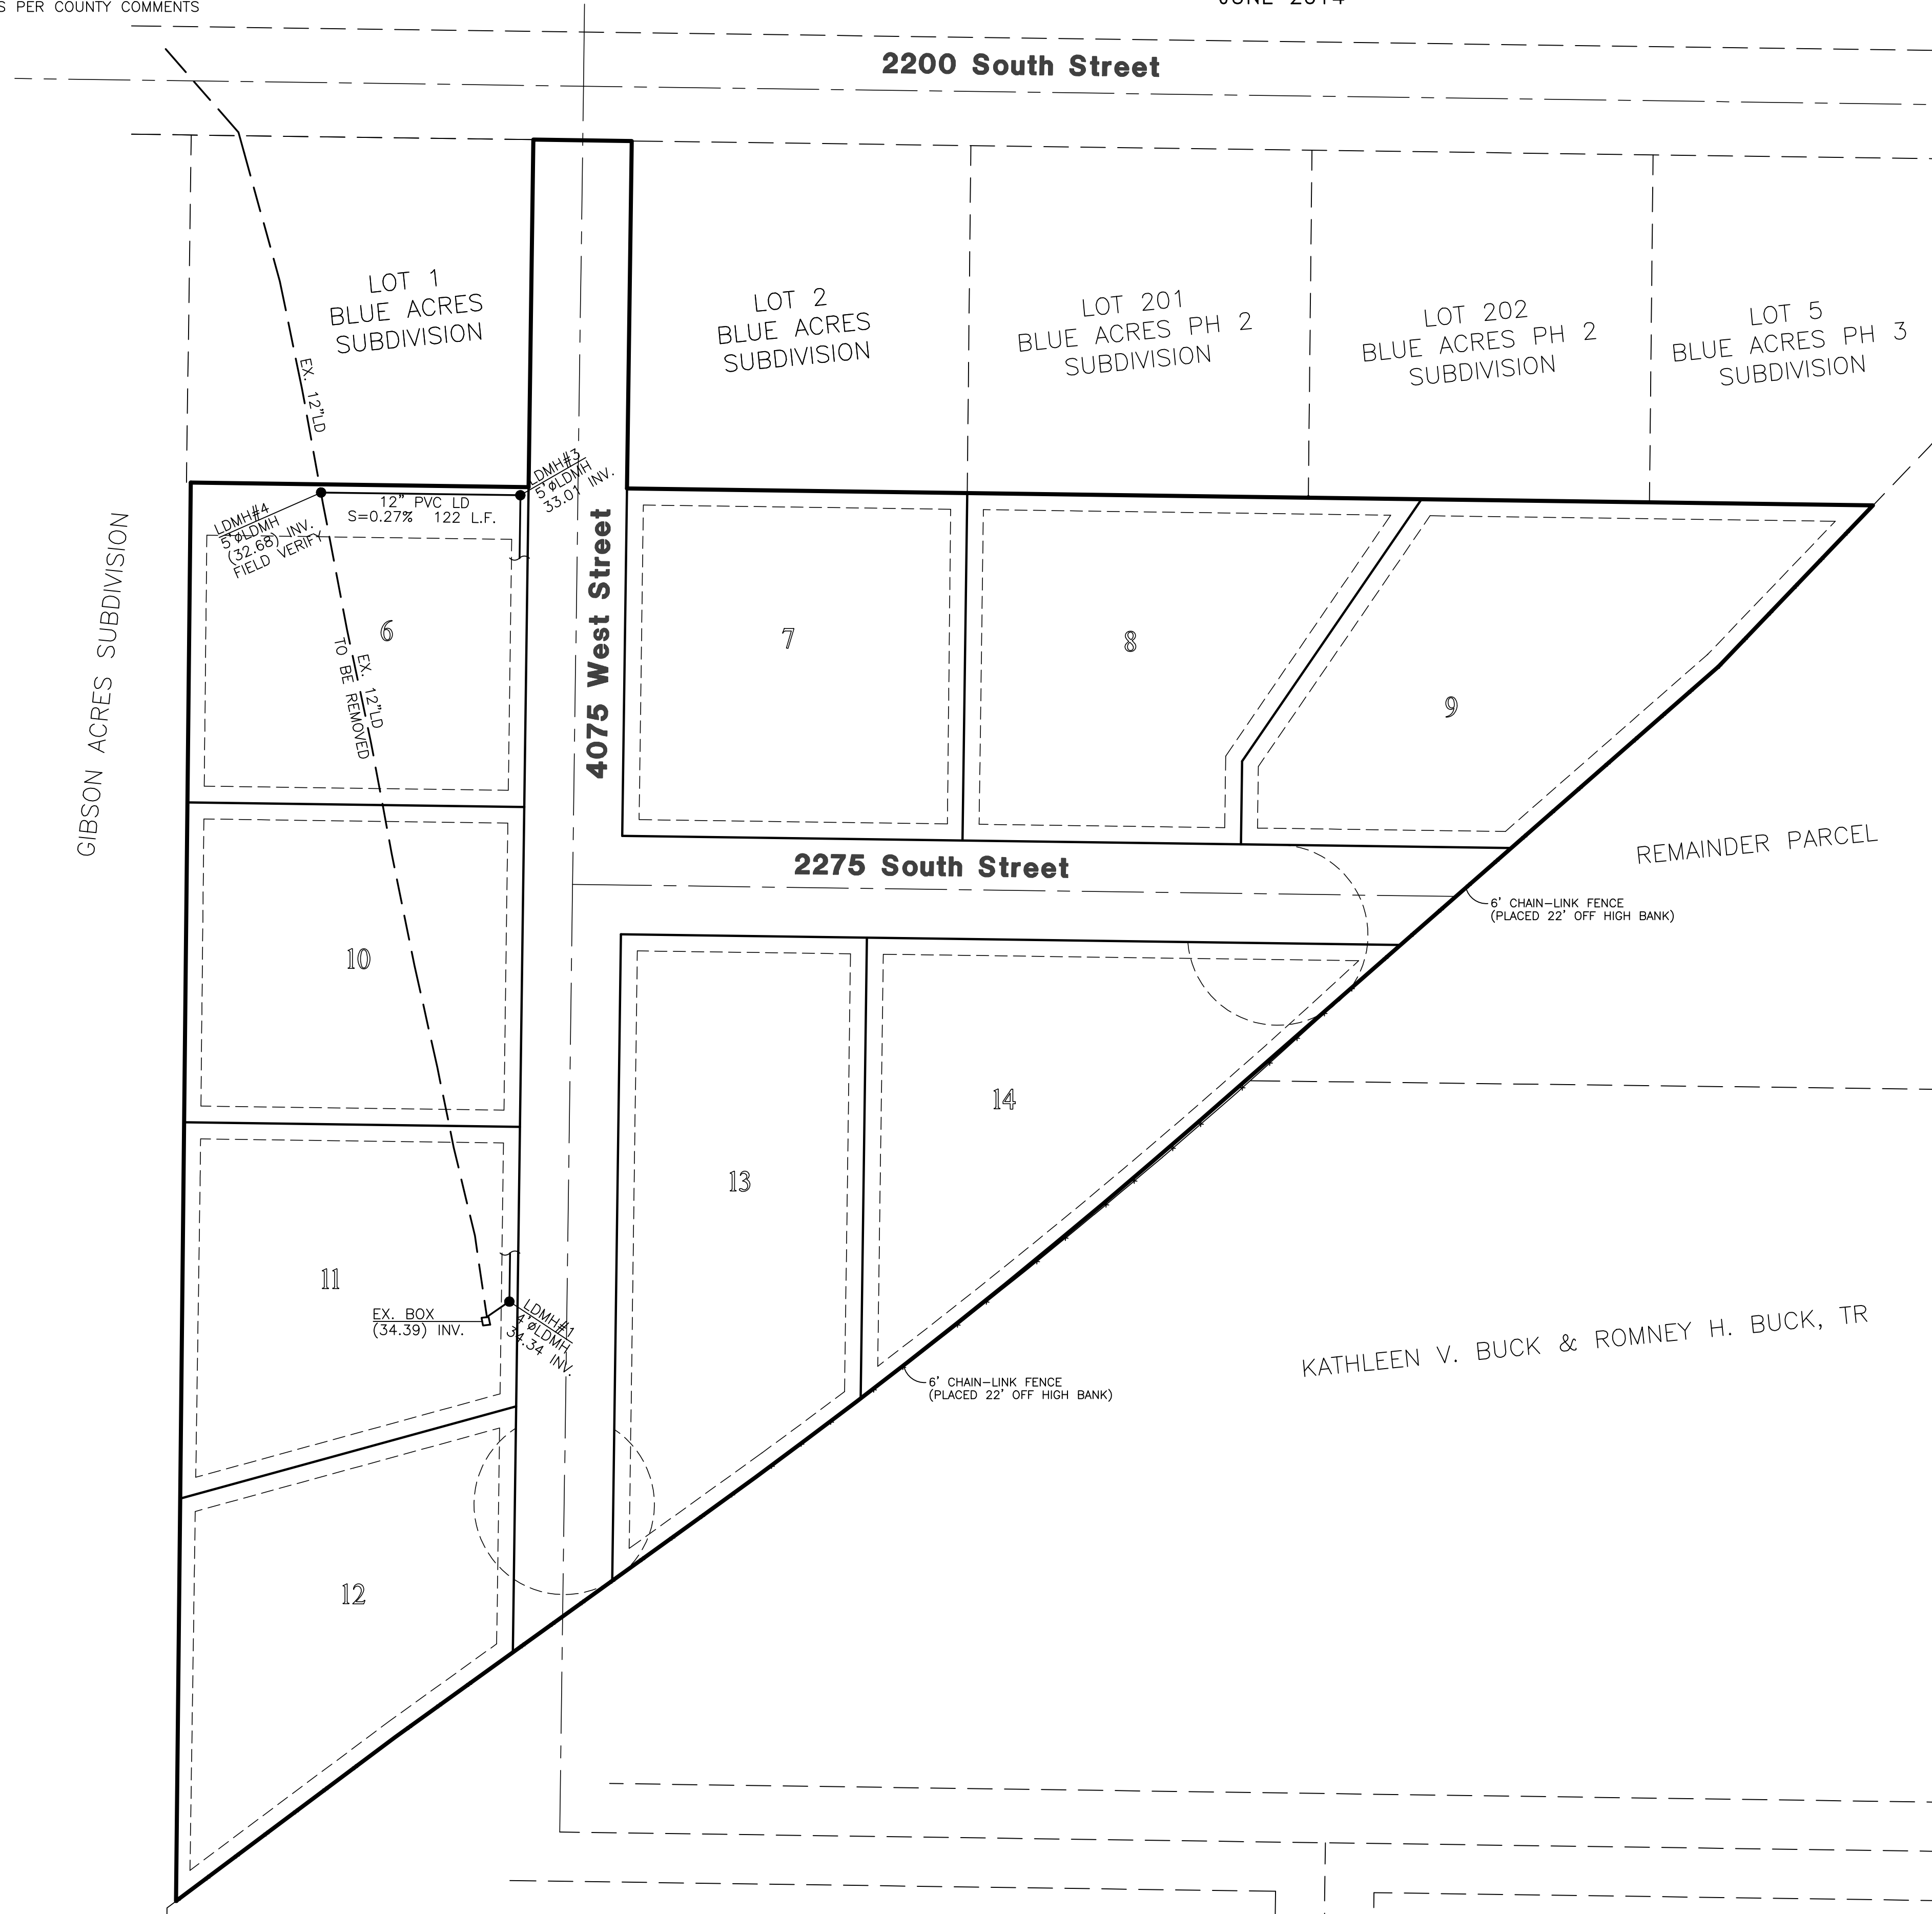 S PER COUNTY COMMENTS
2200 South Street
LOT 1
BLUE ACRES
SUBDIVISION
LOT 2
BLUE ACRES
SUBDIVISION
LOT 201
BLUE ACRES PH 2
SUBDIVISION
LOT 202
BLUE ACRES PH 2
SUBDIVISION
LOT 5
BLUE ACRES PH 3
SUBDIVISION
EX. 12"LD
LDMH#3
5'øLDMH
33.01 INV.
12" PVC LD
S=0.27% 122 L.F.
LDMH#4
5'øLDMH
(32.68) INV.
FIELD VERIFY
GIBSON ACRES SUBDIVISION
4075 West Street
6
7
8
9
EX. 12"LD
TO BE REMOVED
2275 South Street
REMAINDER PARCEL
6' CHAIN-LINK FENCE
(PLACED 22' OFF HIGH BANK)
10
14
13
11
EX. BOX
(34.39) INV.
LDMH#1
4'øLDMH
34.34 INV.
KATHLEEN V. BUCK & ROMNEY H. BUCK, TR
6' CHAIN-LINK FENCE
(PLACED 22' OFF HIGH BANK)
12